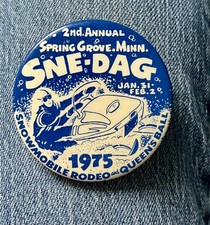 2nd. ANNUAL
SPRING GROVE. MINN.
SNE-DAG
JAN. 31-
FEB. 2
1975
SNOWMOBILE RODEO AND QUEENS BALL